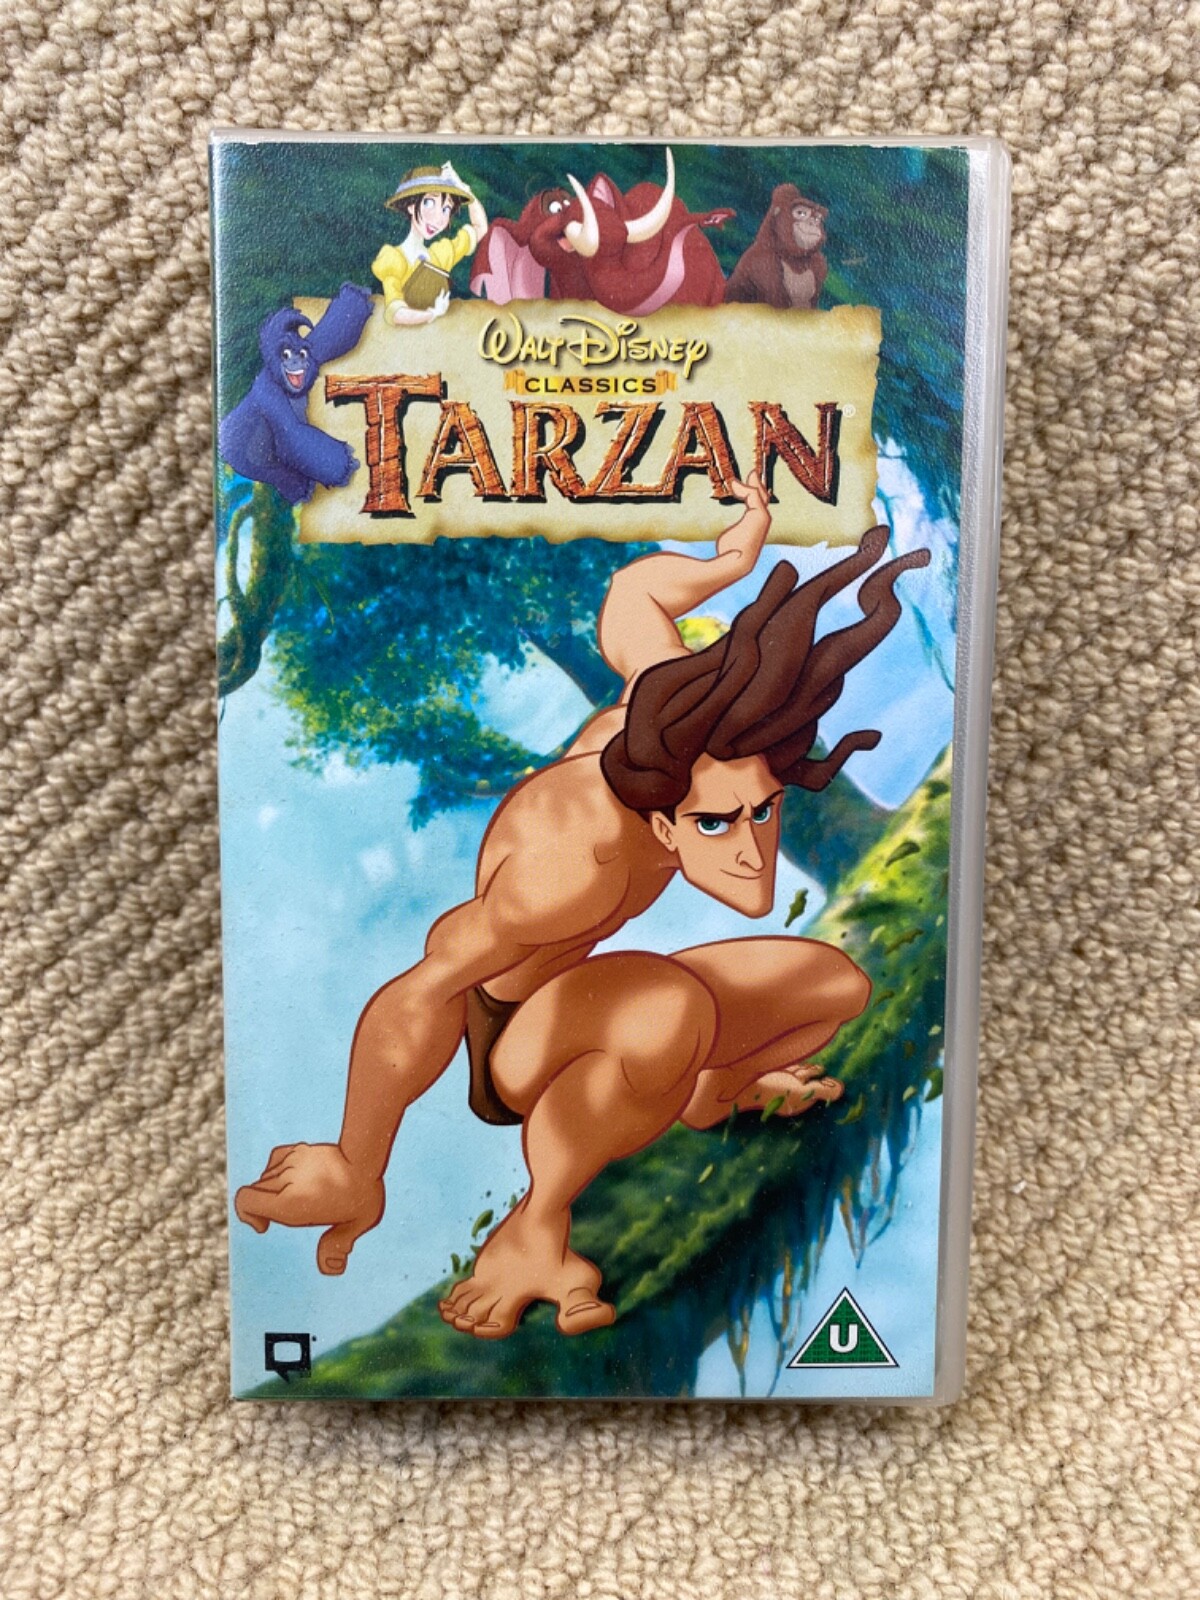 WALT DISNEY
CLASSICS
TARZAN®
U